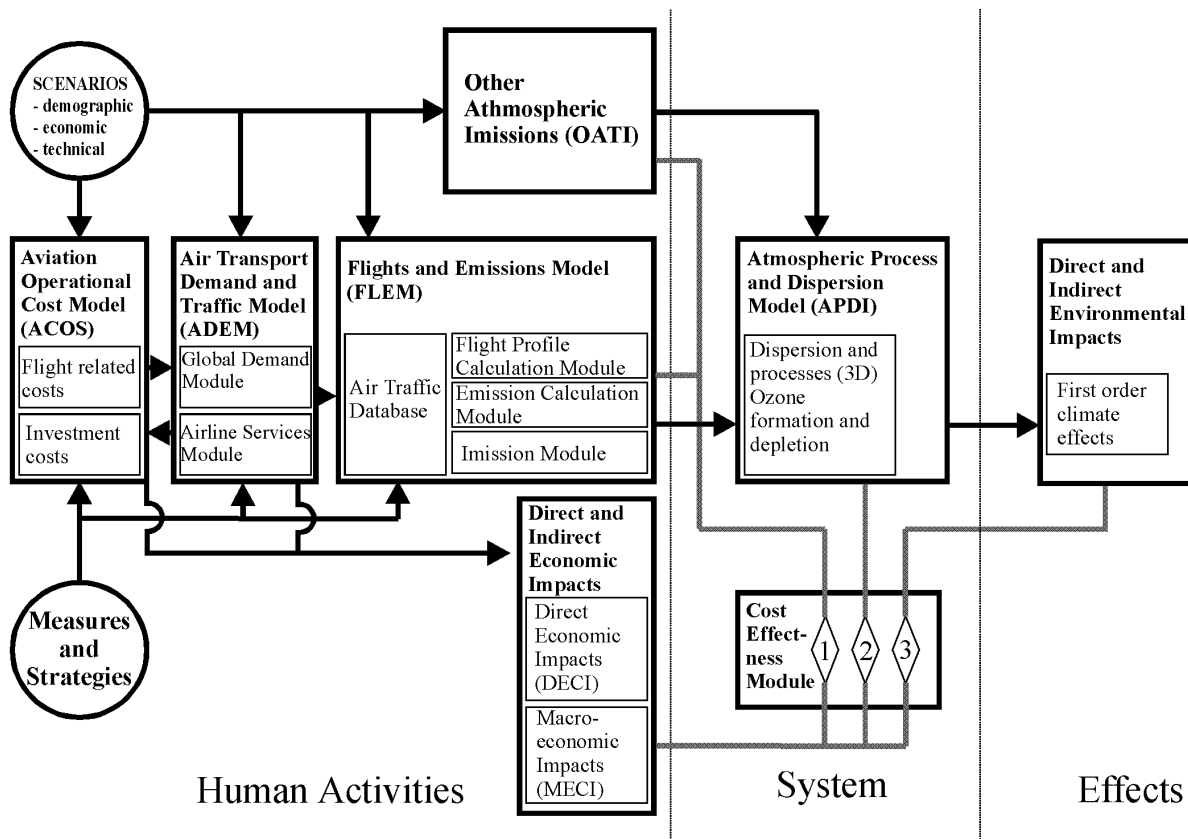 SCENARIOS
- demographic
- economic
- technical
Other
Athmospheric
Imissions (OATI)
Aviation
Operational
Cost Model
(ACOS)
Flight related
costs
Investment
costs
Air Transport
Demand and
Traffic Model
(ADEM)
Global Demand
Module
Airline Services
Module
Flights and Emissions Model
(FLEM)
Air Traffic
Database
Flight Profile
Calculation Module
Emission Calculation
Module
Imission Module
Atmospheric Process
and Dispersion
Model (APDI)
Dispersion and
processes (3D)
Ozone
formation and
depletion
Direct and
Indirect
Environmental
Impacts
First order
climate
effects
Measures
and
Strategies
Direct and
Indirect
Economic
Impacts
Direct
Economic
Impacts
(DECI)
Macro-
economic
Impacts
(MECI)
Cost
Effect-
ness
Module
1
2
3
Human Activities
System
Effects